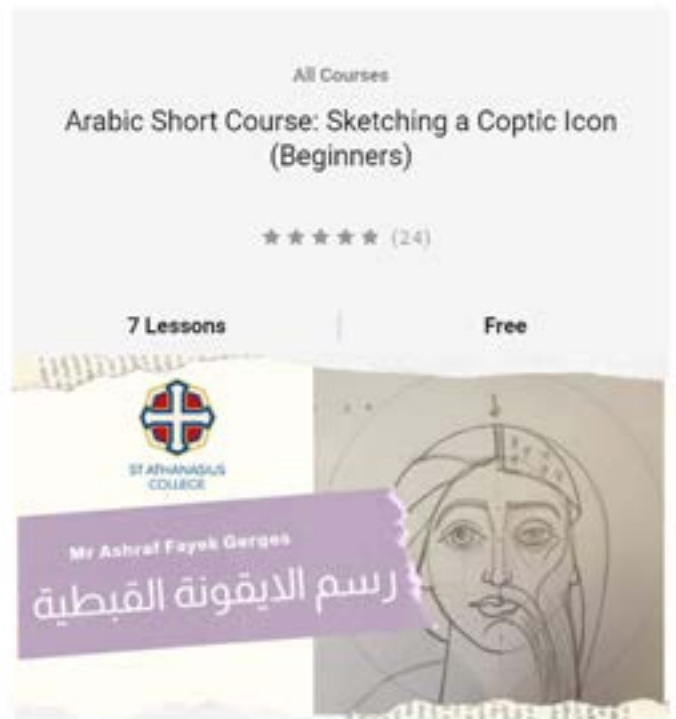 All Courses
Arabic Short Course: Sketching a Coptic Icon
(Beginners)
(24)
7 Lessons
Free
ST ATHANASIUS
COLLEGE
Mr Ashraf Fayek Gerges
رسم الايقونة القبطية